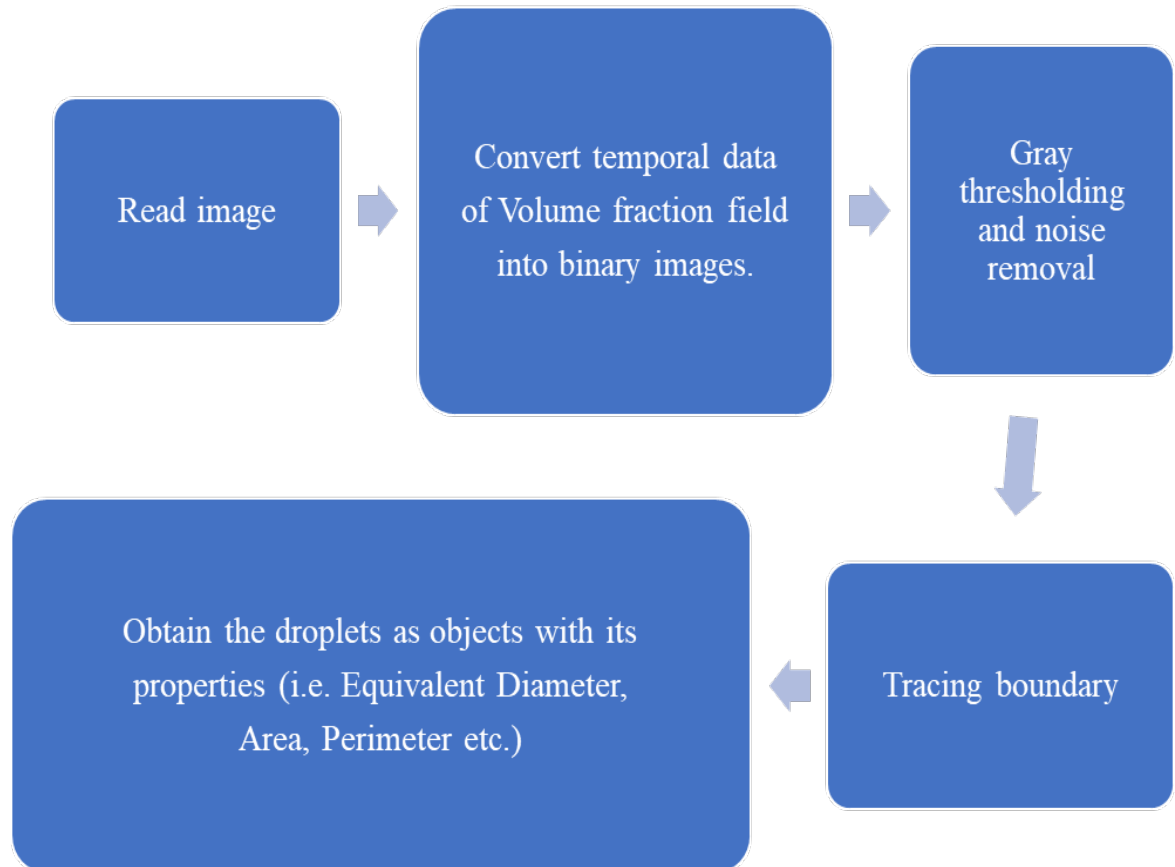 Read image
Convert temporal data
of Volume fraction field
into binary images.
Gray
thresholding
and noise
removal
Tracing boundary
Obtain the droplets as objects with its
properties (i.e. Equivalent Diameter,
Area, Perimeter etc.)